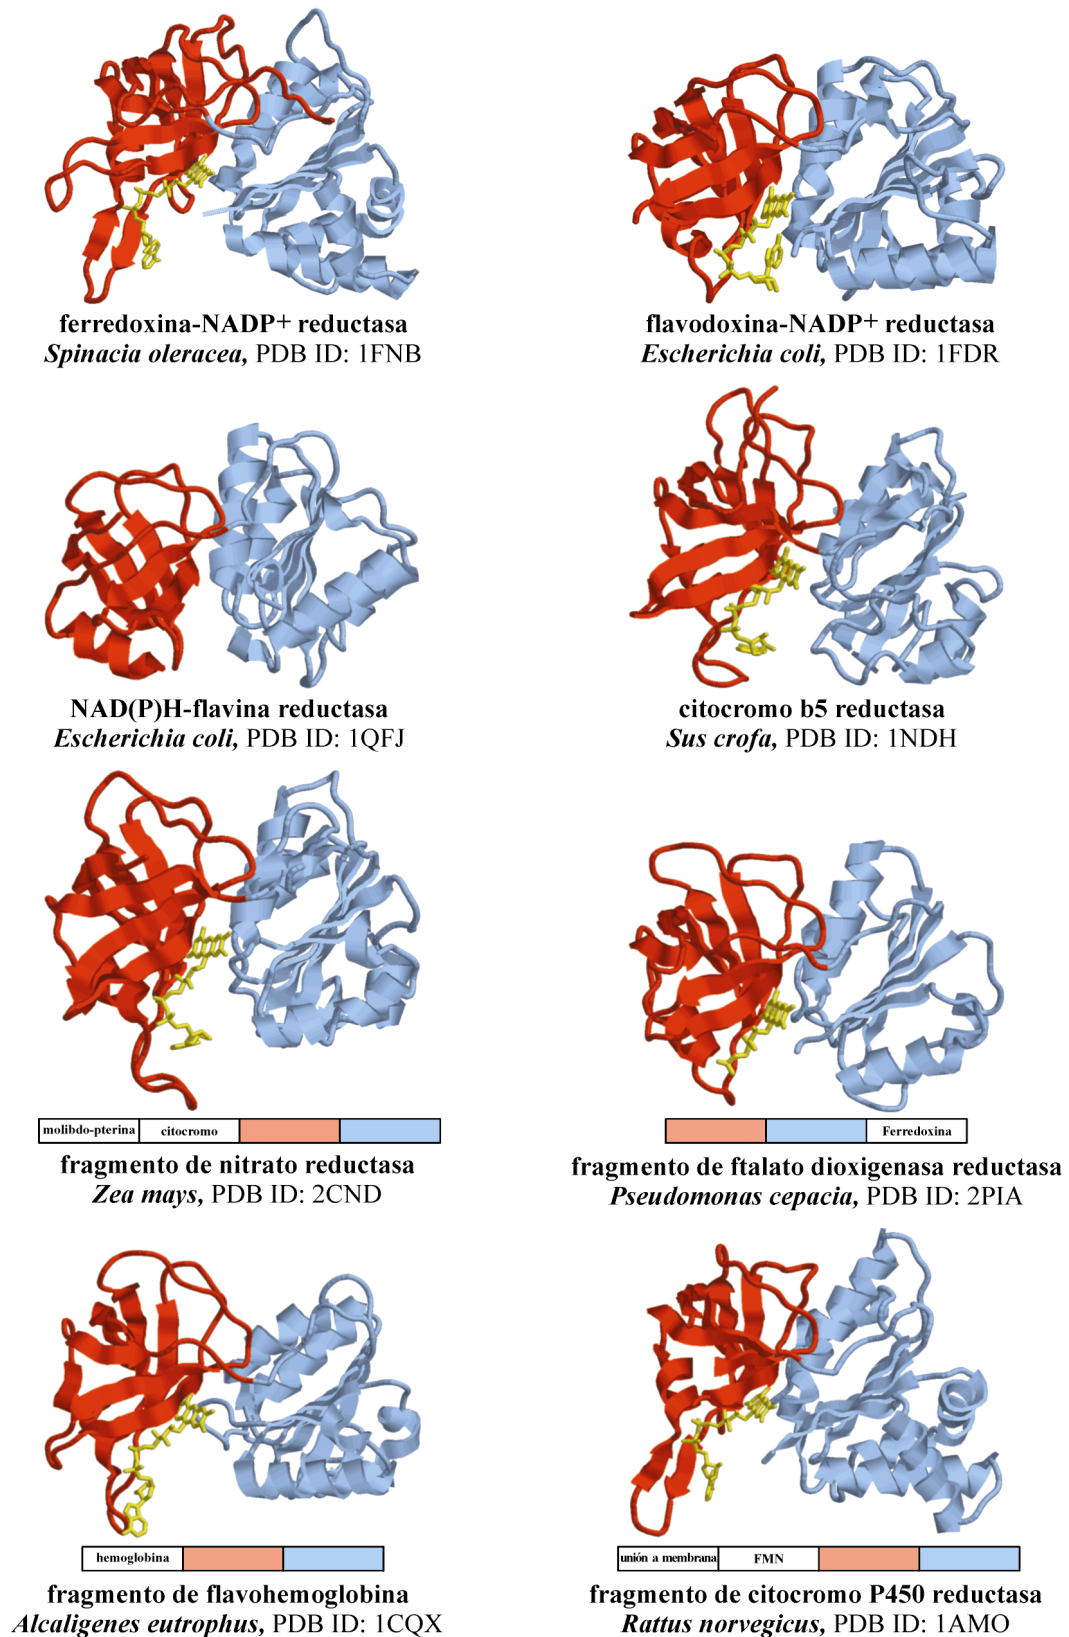 ferredoxina-NADP+ reductasa
Spinacia oleracea, PDB ID: 1FNB
flavodoxina-NADP+ reductasa
Escherichia coli, PDB ID: 1FDR
NAD(P)H-flavina reductasa
Escherichia coli, PDB ID: 1QFJ
citocromo b5 reductasa
Sus crofa, PDB ID: 1NDH
molibdo-pterina citocromo
fragmento de nitrato reductasa
Zea mays, PDB ID: 2CND
Ferredoxina
fragmento de ftalato dioxigenasa reductasa
Pseudomonas cepacia, PDB ID: 2PIA
hemoglobina
fragmento de flavohemoglobina
Alcaligenes eutrophus, PDB ID: 1CQX
unión a membrana FMN
fragmento de citocromo P450 reductasa
Rattus norvegicus, PDB ID: 1AMO